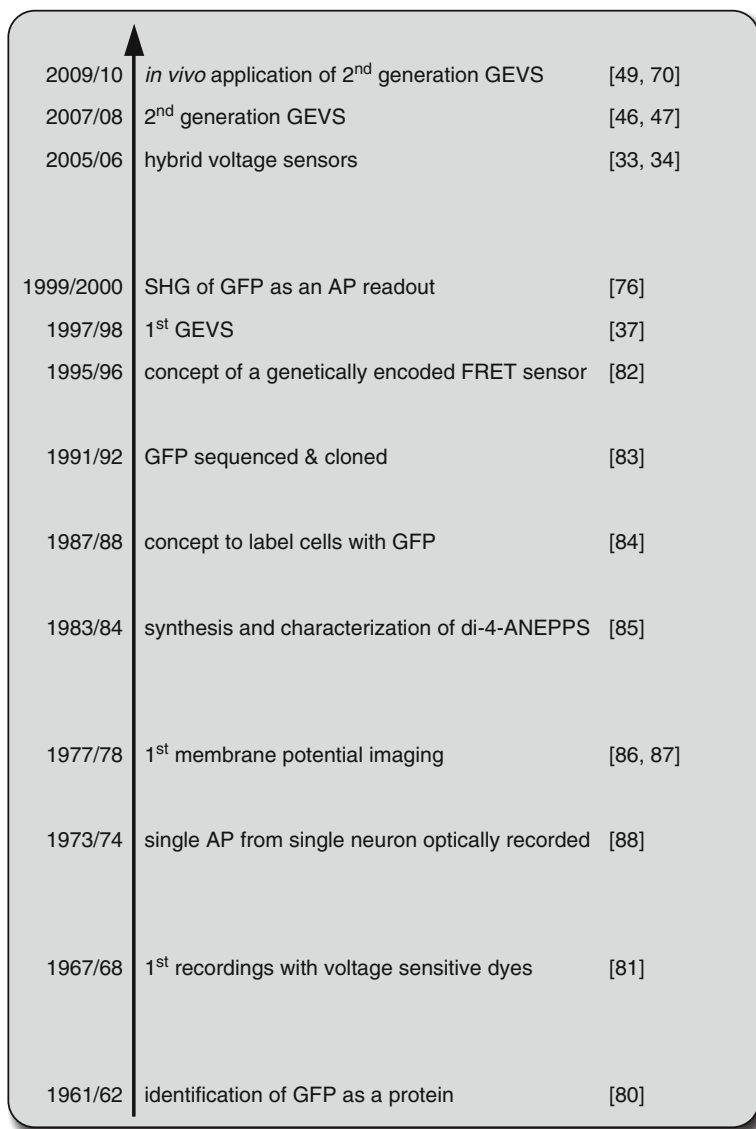 2009/10 in vivo application of 2nd generation GEVS [49, 70]
2007/08 2nd generation GEVS [46, 47]
2005/06 hybrid voltage sensors [33, 34]
1999/2000 SHG of GFP as an AP readout [76]
1997/98 1st GEVS [37]
1995/96 concept of a genetically encoded FRET sensor [82]
1991/92 GFP sequenced & cloned [83]
1987/88 concept to label cells with GFP [84]
1983/84 synthesis and characterization of di-4-ANEPPS [85]
1977/78 1st membrane potential imaging [86, 87]
1973/74 single AP from single neuron optically recorded [88]
1967/68 1st recordings with voltage sensitive dyes [81]
1961/62 identification of GFP as a protein [80]